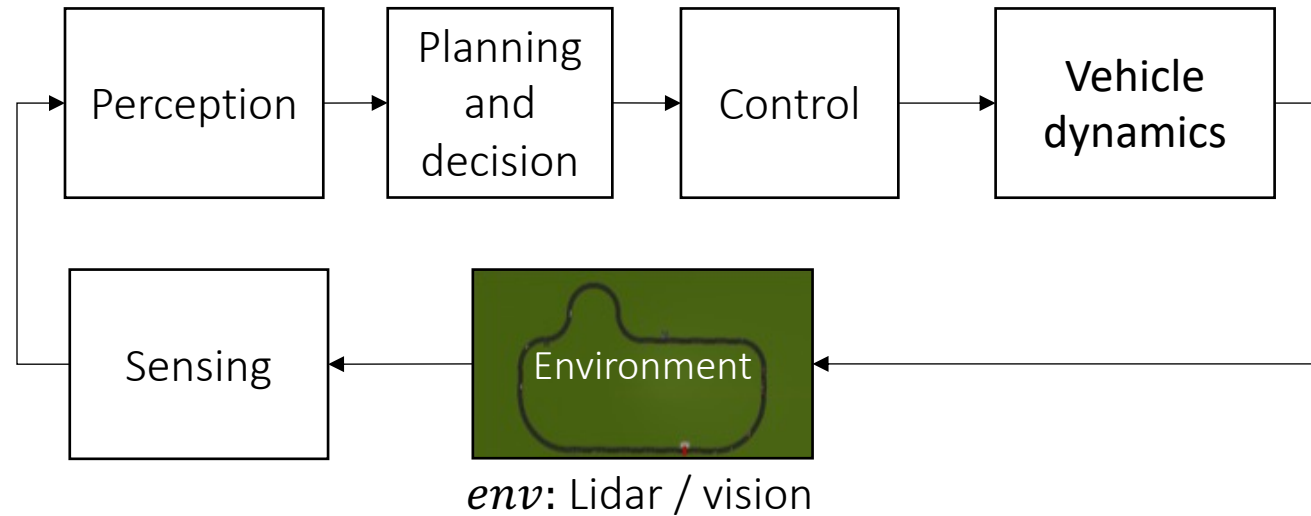 Perception
Planning
and
decision
Control
Vehicle
dynamics
Sensing
Environment
env: Lidar / vision